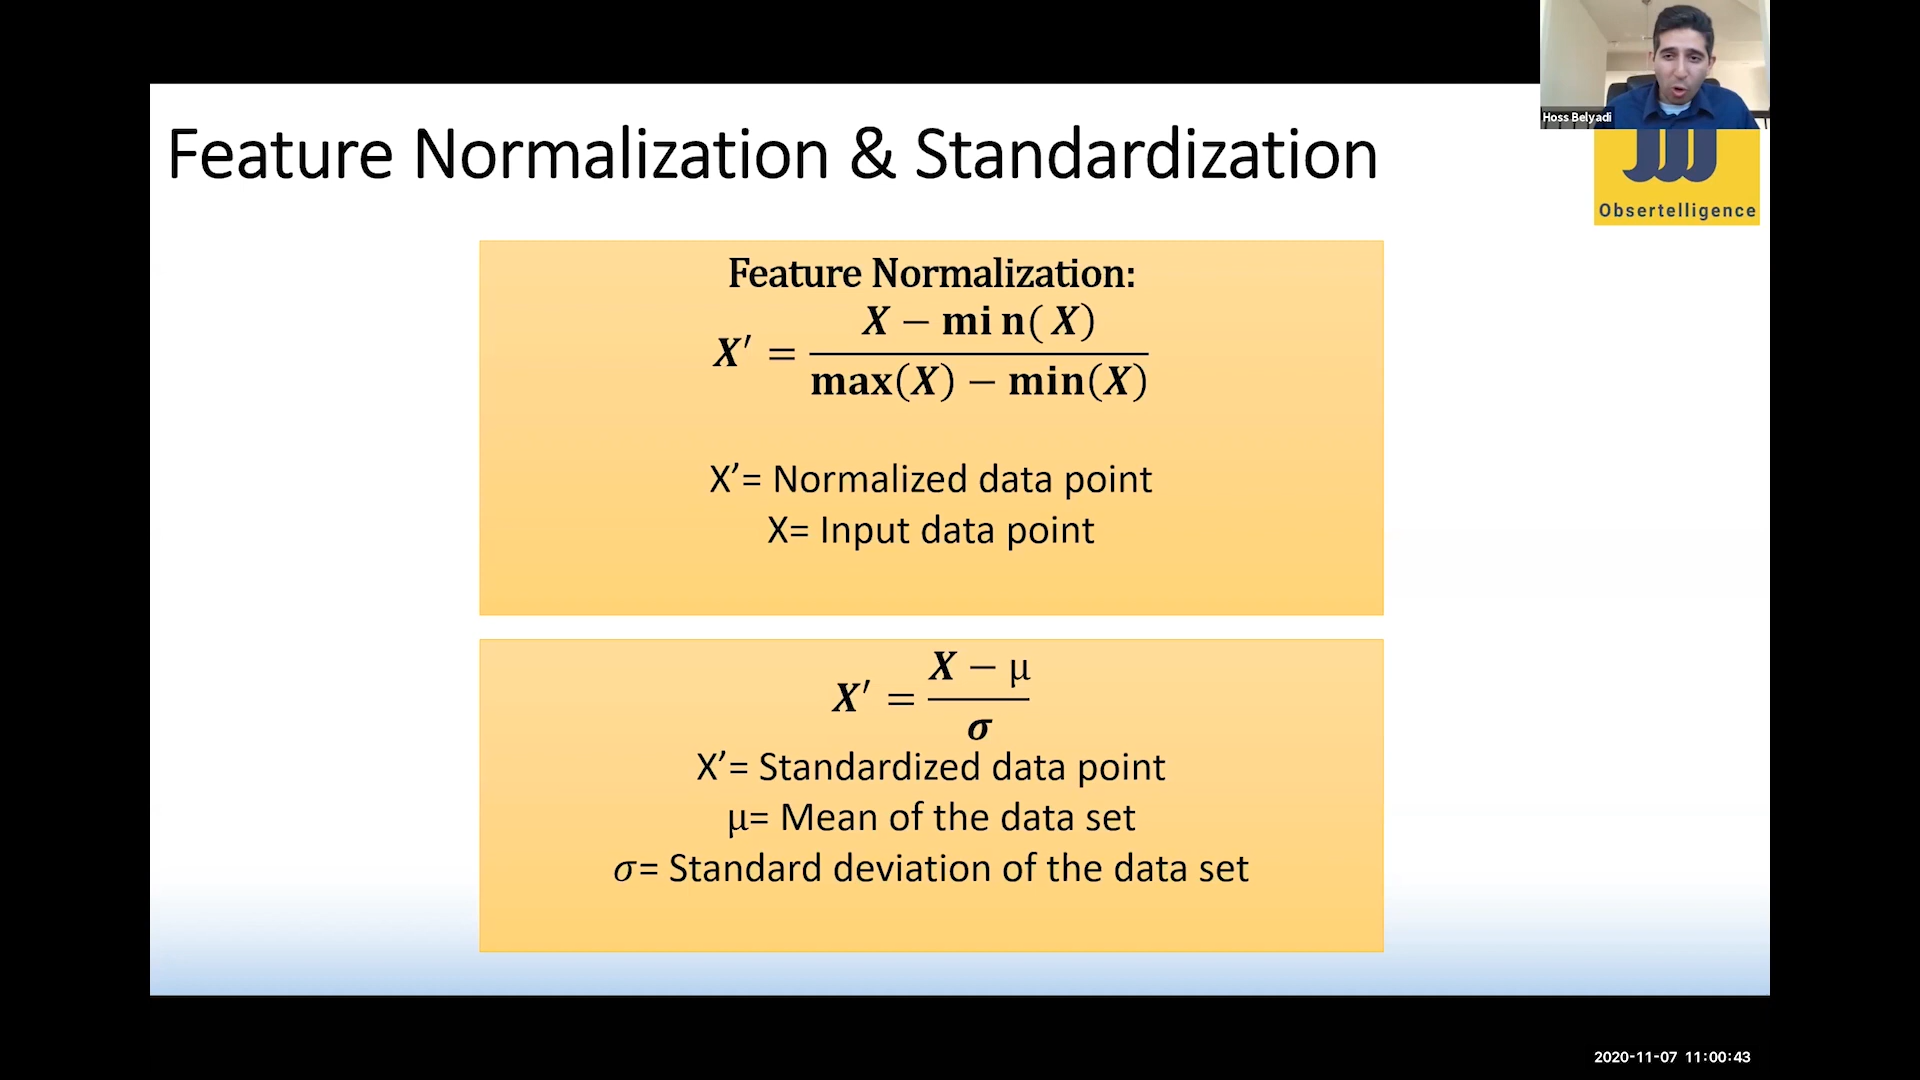 Hoss Belyadi
Feature Normalization & Standardization
Obsertelligence
Feature Normalization:
X′ = (X − mi n( X)) / (max(X) − min(X))
X’= Normalized data point
X= Input data point
X′ = (X − μ) / σ
X’= Standardized data point
μ= Mean of the data set
σ= Standard deviation of the data set
2020-11-07 11:00:43